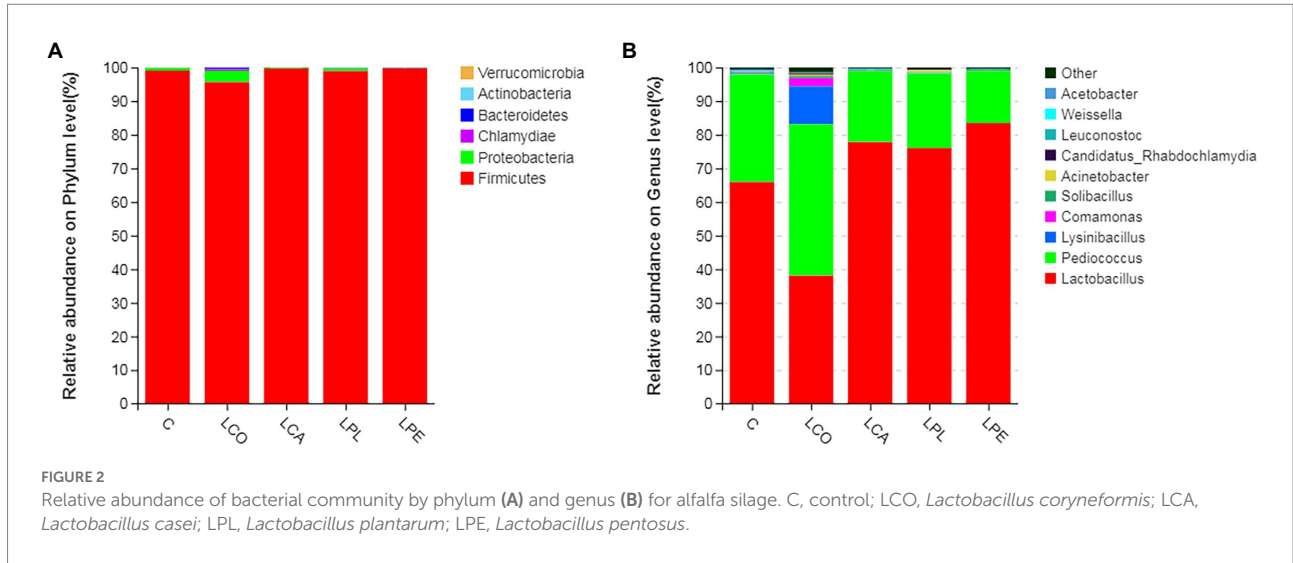 A
Relative abundance on Phylum level(%)
100
90
80
70
60
50
40
30
20
10
0
C
LCO
LCA
LPL
LPE
Verrucomicrobia
Actinobacteria
Bacteroidetes
Chlamydiae
Proteobacteria
Firmicutes
B
Relative abundance on Genus level(%)
100
90
80
70
60
50
40
30
20
10
0
C
LCO
LCA
LPL
LPE
Other
Acetobacter
Weissella
Leuconostoc
Candidatus_Rhabdochlamydia
Acinetobacter
Solibacillus
Comamonas
Lysinibacillus
Pediococcus
Lactobacillus
FIGURE 2
Relative abundance of bacterial community by phylum (A) and genus (B) for alfalfa silage. C, control; LCO, Lactobacillus coryneformis; LCA,
Lactobacillus casei; LPL, Lactobacillus plantarum; LPE, Lactobacillus pentosus.